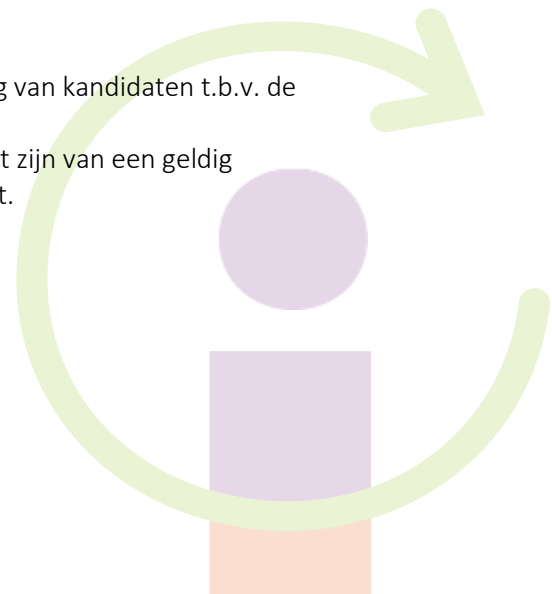 g van kandidaten t.b.v. de
t zijn van een geldig
t.